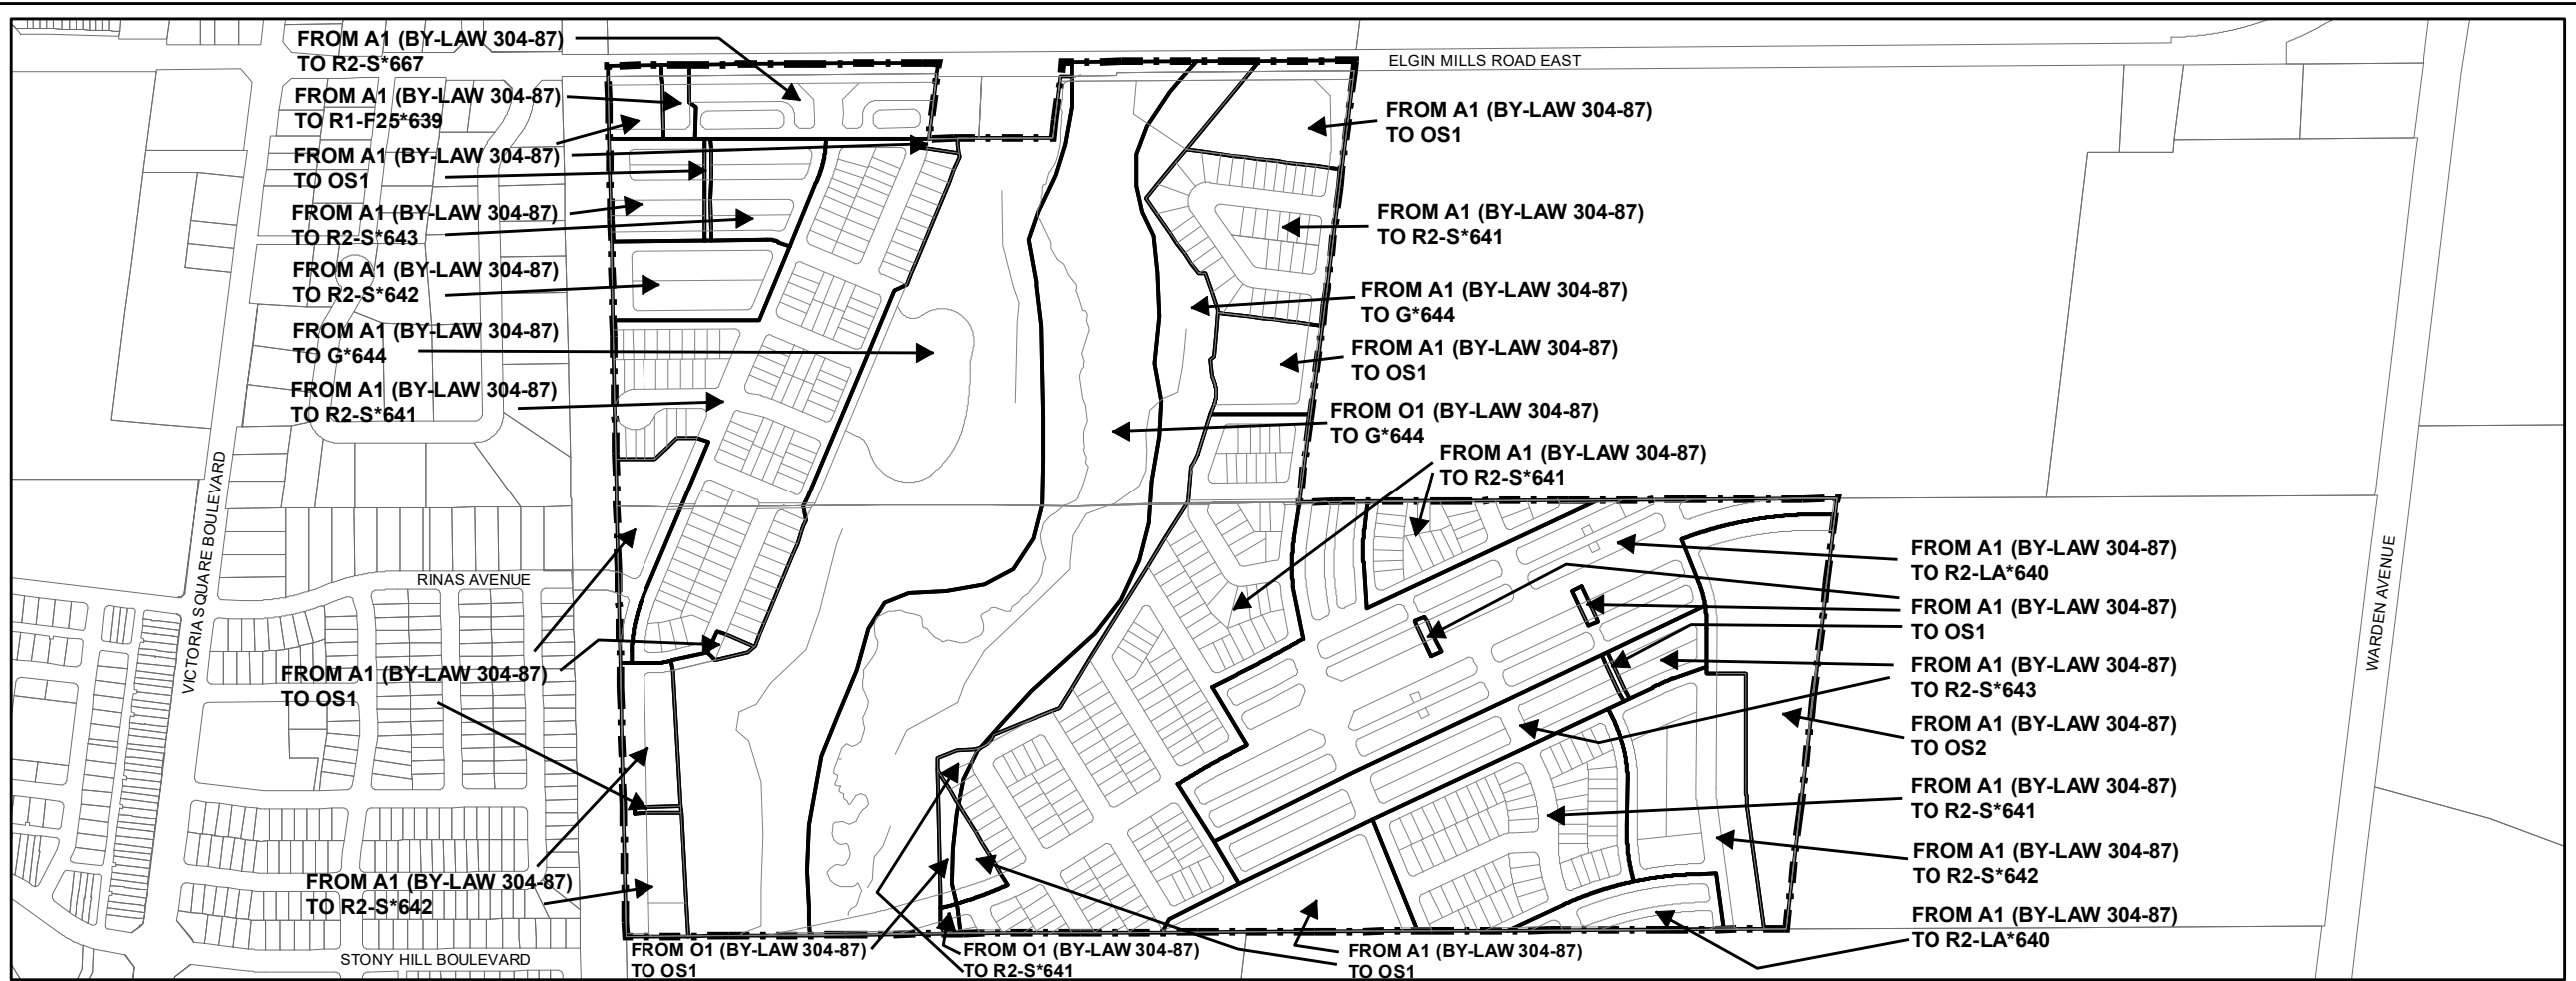 FROM A1 (BY-LAW 304-87)
TO R2-S*667
FROM A1 (BY-LAW 304-87)
TO R1-F25*639
FROM A1 (BY-LAW 304-87)
TO OS1
FROM A1 (BY-LAW 304-87)
TO R2-S*643
FROM A1 (BY-LAW 304-87)
TO R2-S*642
FROM A1 (BY-LAW 304-87)
TO G*644
FROM A1 (BY-LAW 304-87)
TO R2-S*641
VICTORIA SQUARE BOULEVARD
RINAS AVENUE
FROM A1 (BY-LAW 304-87)
TO OS1
FROM A1 (BY-LAW 304-87)
TO R2-S*642
STONY HILL BOULEVARD
ELGIN MILLS ROAD EAST
FROM A1 (BY-LAW 304-87)
TO OS1
FROM A1 (BY-LAW 304-87)
TO R2-S*641
FROM A1 (BY-LAW 304-87)
TO G*644
FROM A1 (BY-LAW 304-87)
TO OS1
FROM O1 (BY-LAW 304-87)
TO G*644
FROM A1 (BY-LAW 304-87)
TO R2-S*641
FROM A1 (BY-LAW 304-87)
TO R2-LA*640
FROM A1 (BY-LAW 304-87)
TO OS1
FROM A1 (BY-LAW 304-87)
TO R2-S*643
FROM A1 (BY-LAW 304-87)
TO OS2
FROM A1 (BY-LAW 304-87)
TO R2-S*641
FROM A1 (BY-LAW 304-87)
TO R2-S*642
FROM A1 (BY-LAW 304-87)
TO R2-LA*640
WARDEN AVENUE
FROM O1 (BY-LAW 304-87)
TO OS1
FROM O1 (BY-LAW 304-87)
TO R2-S*641
FROM A1 (BY-LAW 304-87)
TO OS1